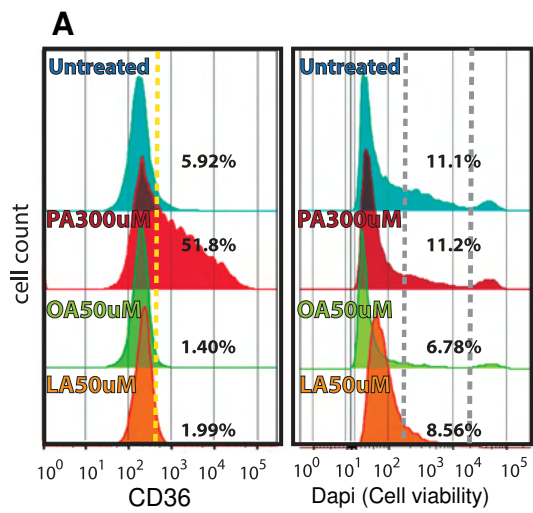 A
Untreated
5.92%
PA300uM
51.8%
OA50uM
1.40%
LA50uM
1.99%
cell count
10^0 10^1 10^2 10^3 10^4 10^5
CD36
Untreated
11.1%
PA300uM
11.2%
OA50uM
6.78%
LA50uM
8.56%
10^0 10^1 10^2 10^3 10^4 10^5
Dapi (Cell viability)